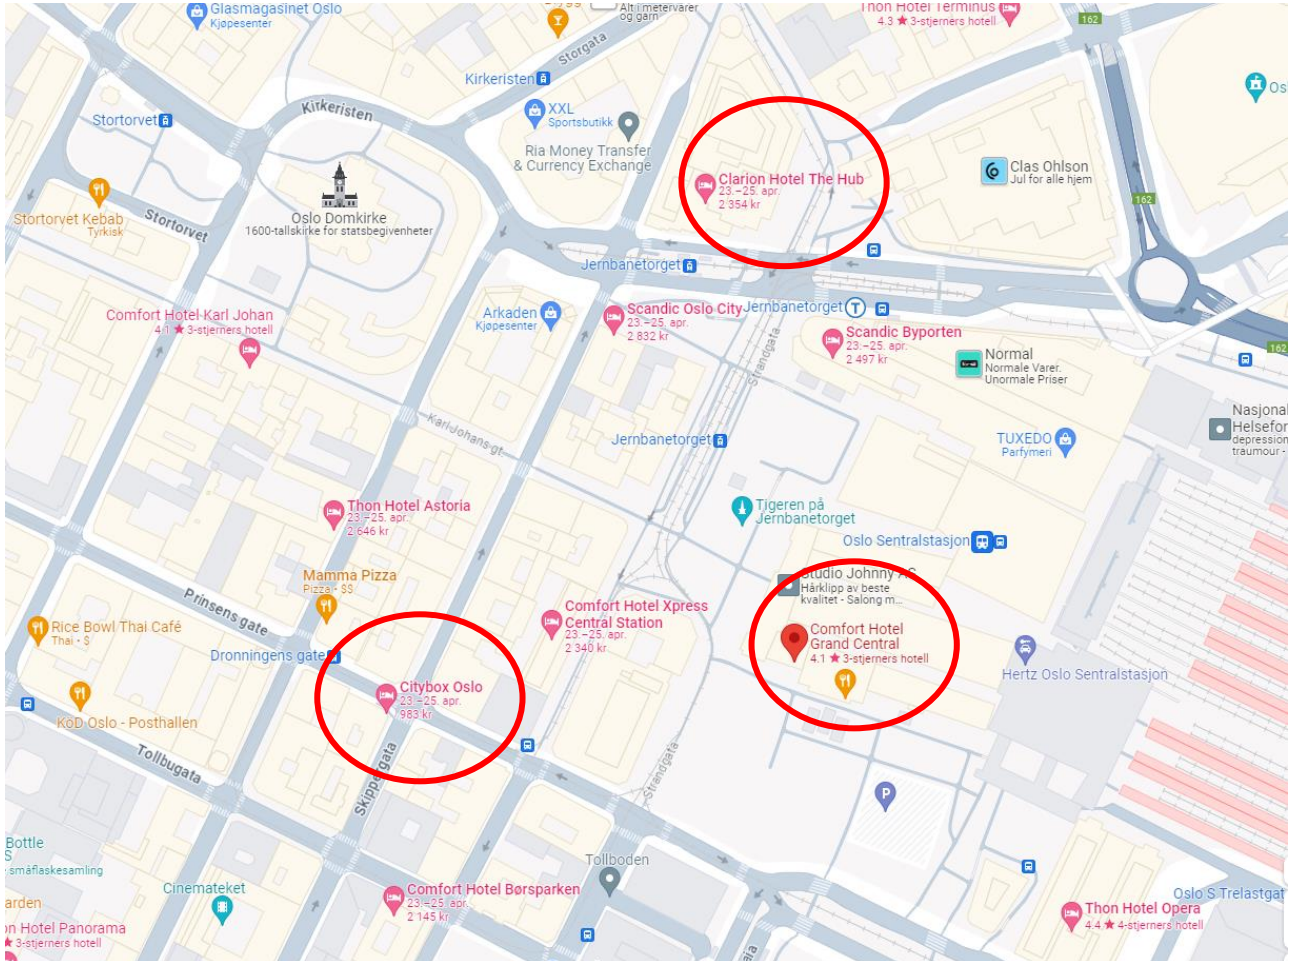 Glasmagasinet Oslo
Kjøpesenter
Alt i metervarer
og garn
Thon Hotel Terminus
4.3 ★ 3-stjerners hotell
162
Storgata
Kirkeristen
Stortorvet
Kirkeristen
XXL
Sportsbutikk
Ria Money Transfer
& Currency Exchange
Clarion Hotel The Hub
23.–25. apr.
2 354 kr
Clas Ohlson
Jul for alle hjem
162
Stortorvet Kebab
Tyrkisk
Stortorvet
Oslo Domkirke
1600-tallskirke for statsbegivenheter
Jernbanetorget
Comfort Hotel Karl Johan
4.1 ★ 3-stjerners hotell
Arkaden
Kjøpesenter
Scandic Oslo City
23.–25. apr.
2 832 kr
Jernbanetorget
T
Scandic Byporten
23.–25. apr.
2 497 kr
Strandgata
Normal
Normale Varer.
Unormale Priser
162
Karl Johans gt.
Jernbanetorget
TUXEDO
Parfymeri
Nasjonal
Helsefor
depression
traumour -
Thon Hotel Astoria
23.–25. apr.
2 646 kr
Tigeren på
Jernbanetorget
Oslo Sentralstasjon
Mamma Pizza
Pizza · $$
Prinsens gate
Studio Johnny AS
Hårklipp av beste
kvalitet - Salong m...
Rice Bowl Thai Café
Thai · $
Dronningens gate
Comfort Hotel Xpress
Central Station
23.–25. apr.
2 340 kr
Comfort Hotel
Grand Central
4.1 ★ 3-stjerners hotell
Hertz Oslo Sentralstasjon
Citybox Oslo
23.–25. apr.
983 kr
KoD Oslo - Posthallen
Tollbugata
Skippergata
Strandgata
P
Bottle
S
småflaskesamling
Tollboden
Cinemateket
Comfort Hotel Børsparken
23.–25. apr.
2 145 kr
Oslo S Trelastgat
Thon Hotel Opera
4.4 ★ 4-stjerners hotell
arden
on Hotel Panorama
★ 3-stjerners hotell